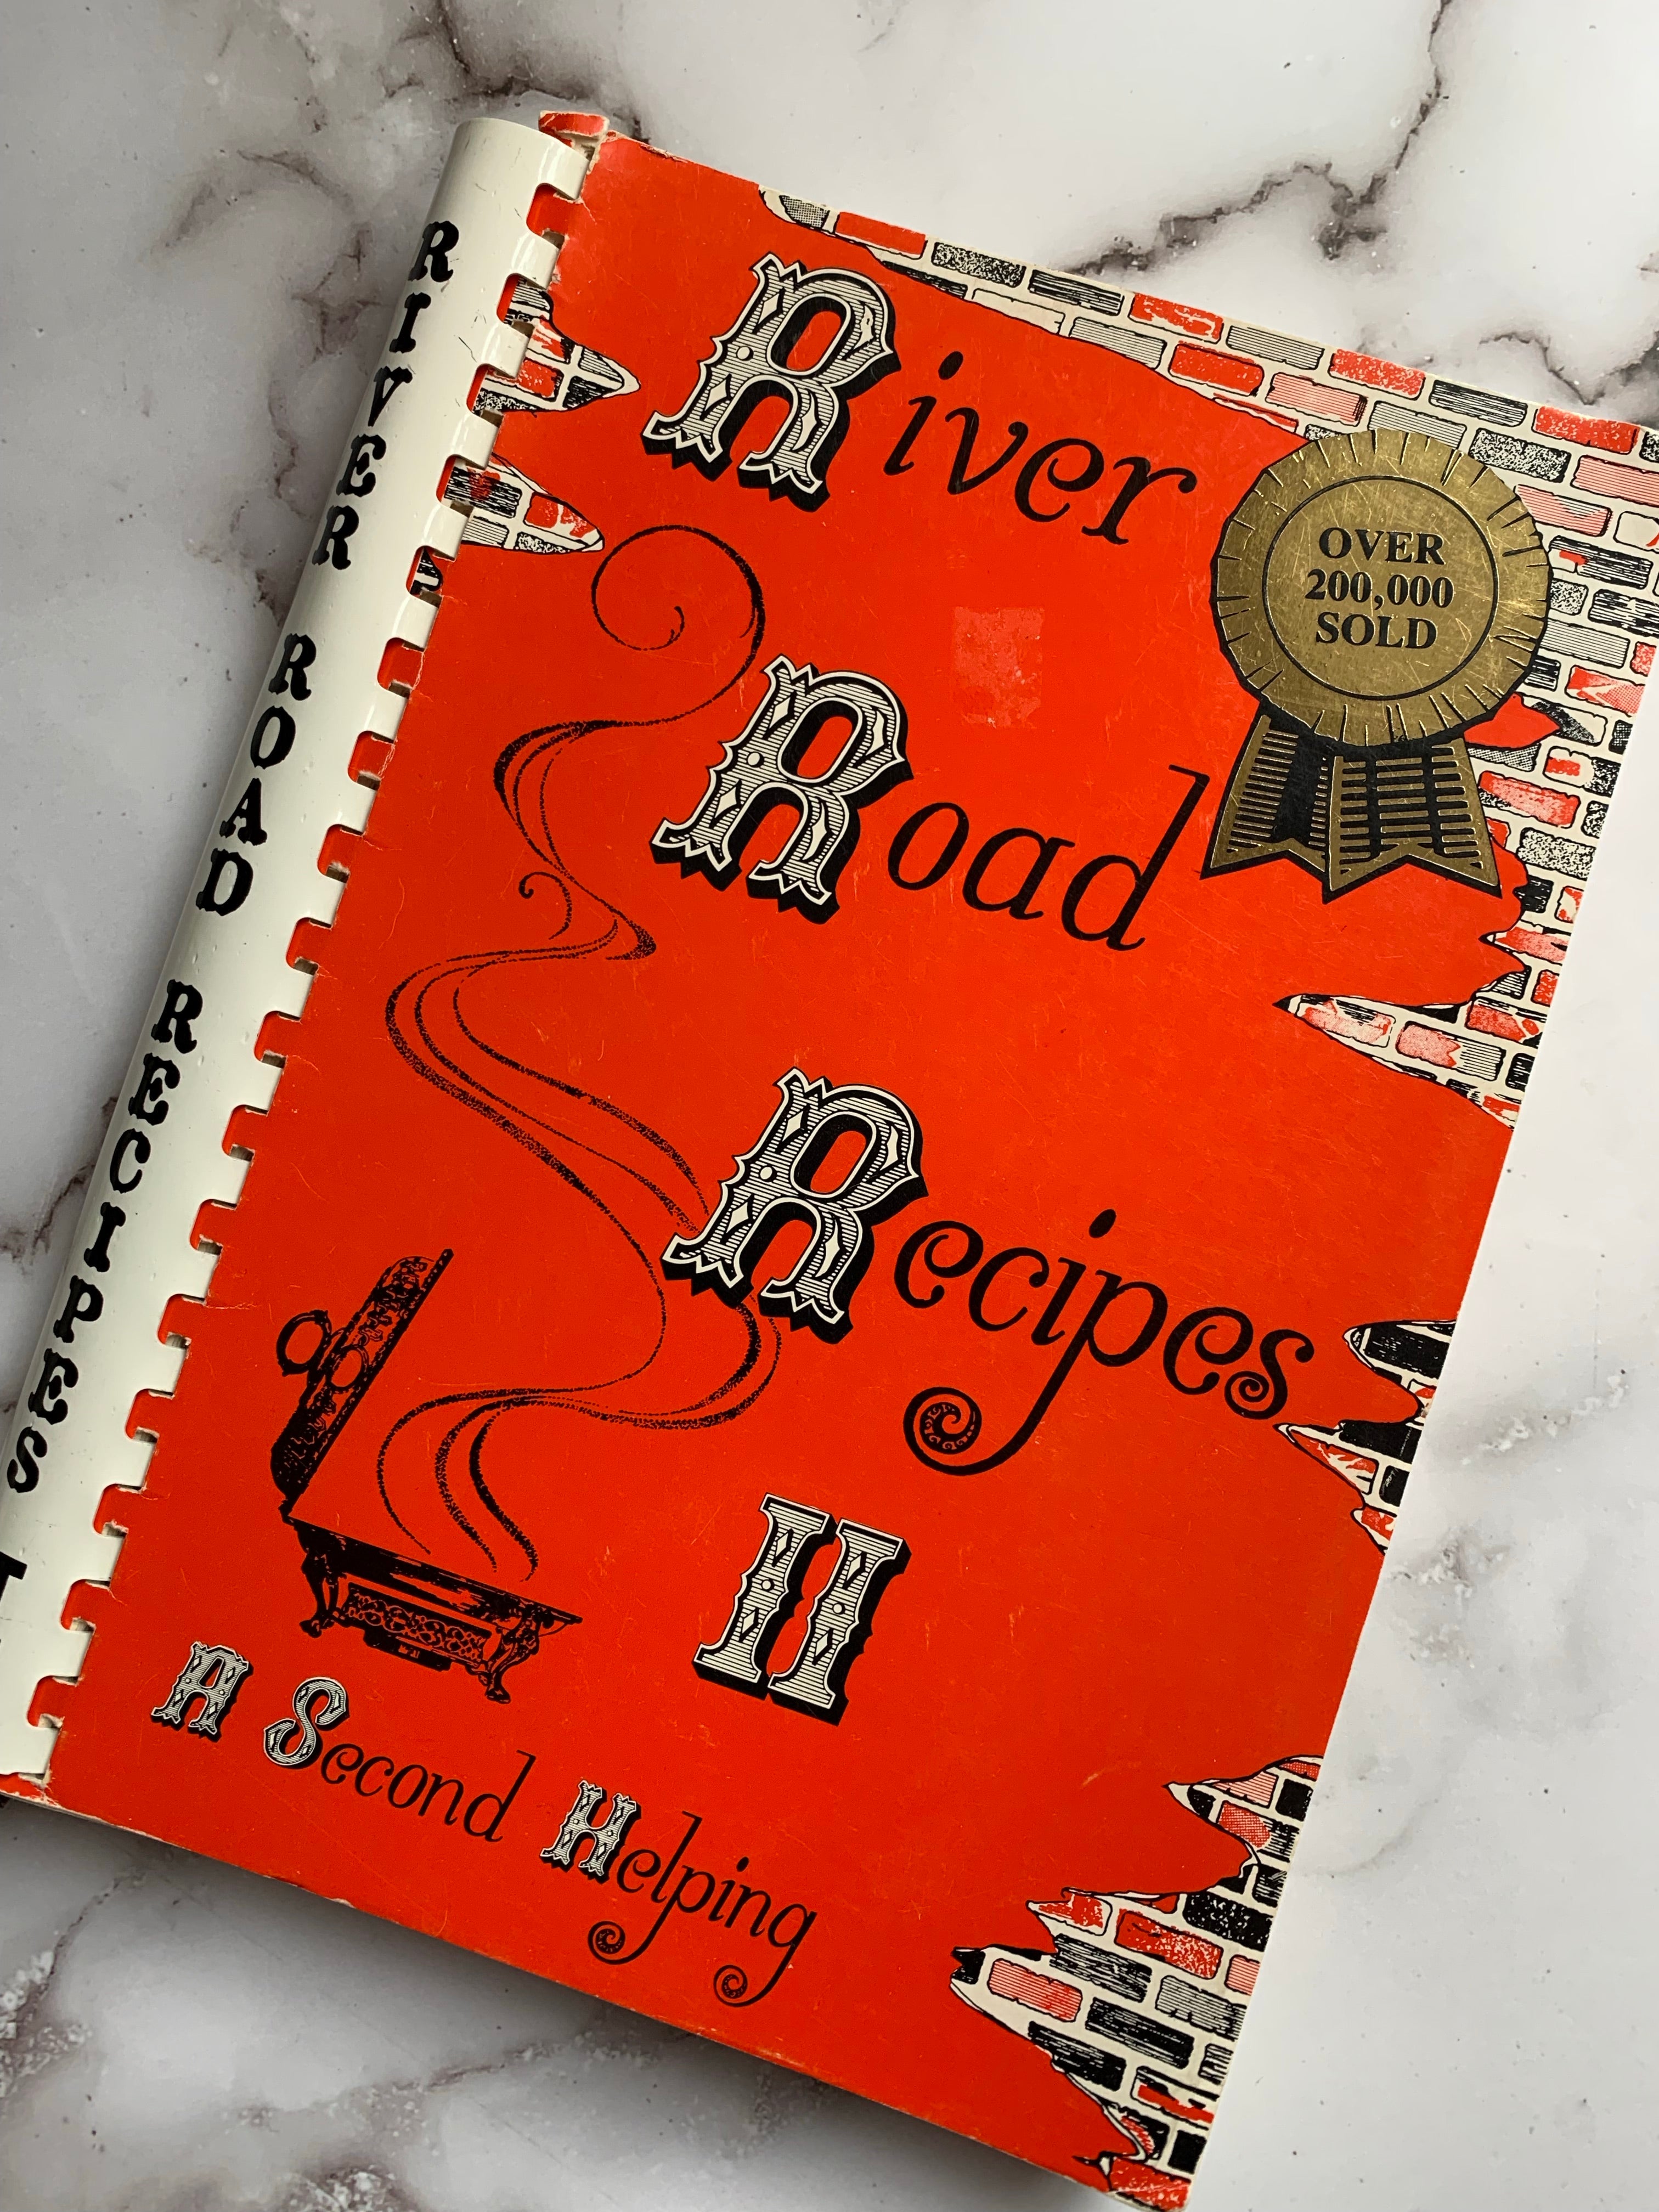 RIVER ROAD RECIPES
River
Road
Recipes
II
A Second Helping
OVER
200,000
SOLD